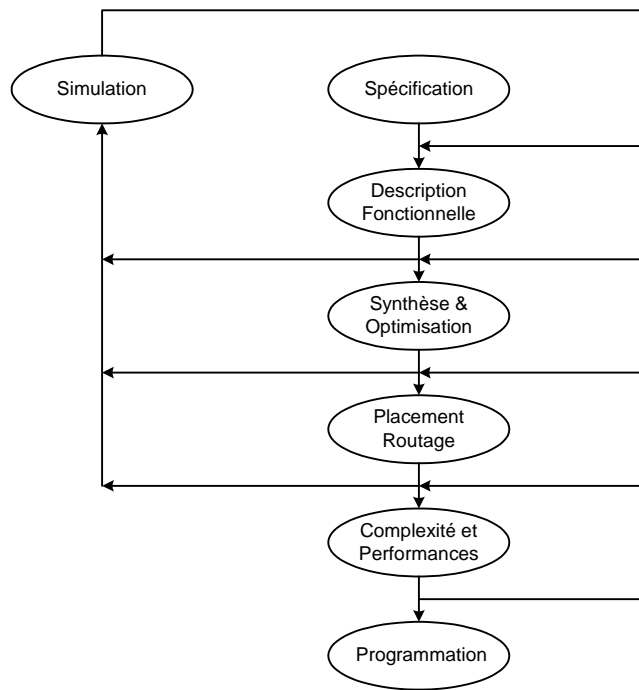 Simulation
Spécification
Description
Fonctionnelle
Synthèse &
Optimisation
Placement
Routage
Complexité et
Performances
Programmation